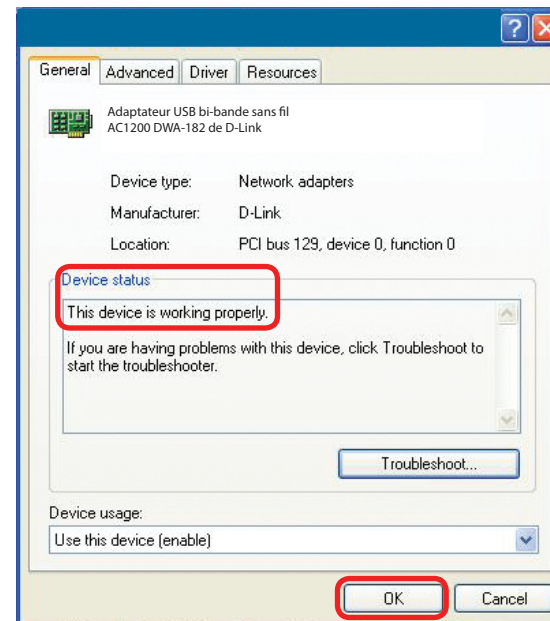 ?
General Advanced Driver Resources
Adaptateur USB bi-bande sans fil
AC1200 DWA-182 de D-Link
Device type: Network adapters
Manufacturer: D-Link
Location: PCI bus 129, device 0, function 0
Device status
This device is working properly.
If you are having problems with this device, click Troubleshoot to
start the troubleshooter.
Troubleshoot...
Device usage:
Use this device (enable)
OK Cancel